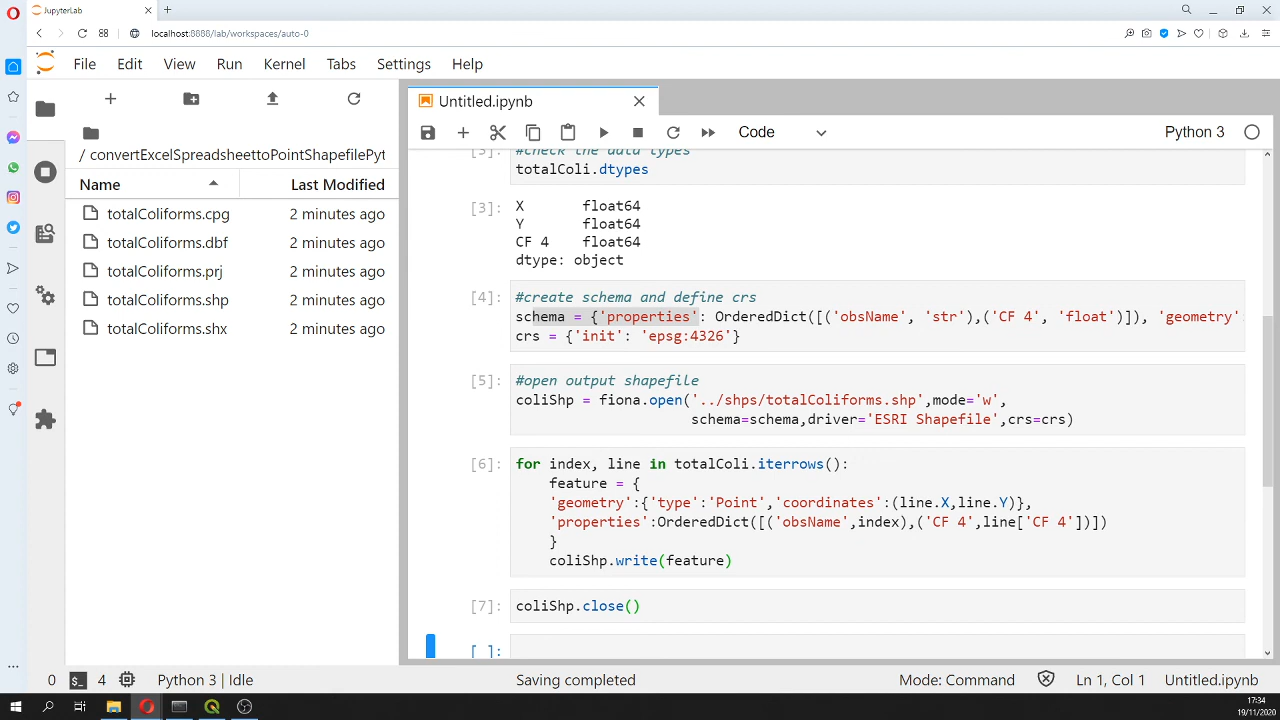 JupyterLab
localhost:8888/lab/workspaces/auto-0
File Edit View Run Kernel Tabs Settings Help
Untitled.ipynb
Code
Python 3
/ convertExcelSpreadsheettoPointShapefilePyt
Name Last Modified
totalColiforms.cpg 2 minutes ago
totalColiforms.dbf 2 minutes ago
totalColiforms.prj 2 minutes ago
totalColiforms.shp 2 minutes ago
totalColiforms.shx 2 minutes ago
[3]: #check the data types
totalColi.dtypes
[3]: X float64
Y float64
CF 4 float64
dtype: object
[4]: #create schema and define crs
schema = {'properties': OrderedDict([('obsName', 'str'),('CF 4', 'float')]), 'geometry':
crs = {'init': 'epsg:4326'}
[5]: #open output shapefile
coliShp = fiona.open('../shps/totalColiforms.shp',mode='w',
schema=schema,driver='ESRI Shapefile',crs=crs)
[6]: for index, line in totalColi.iterrows():
feature = {
'geometry':{'type':'Point','coordinates':(line.X,line.Y)},
'properties':OrderedDict([('obsName',index),('CF 4',line['CF 4'])])
}
coliShp.write(feature)
[7]: coliShp.close()
[ ]:
0 $_ 4 Python 3 | Idle Saving completed Mode: Command Ln 1, Col 1 Untitled.ipynb
17:34
19/11/2020